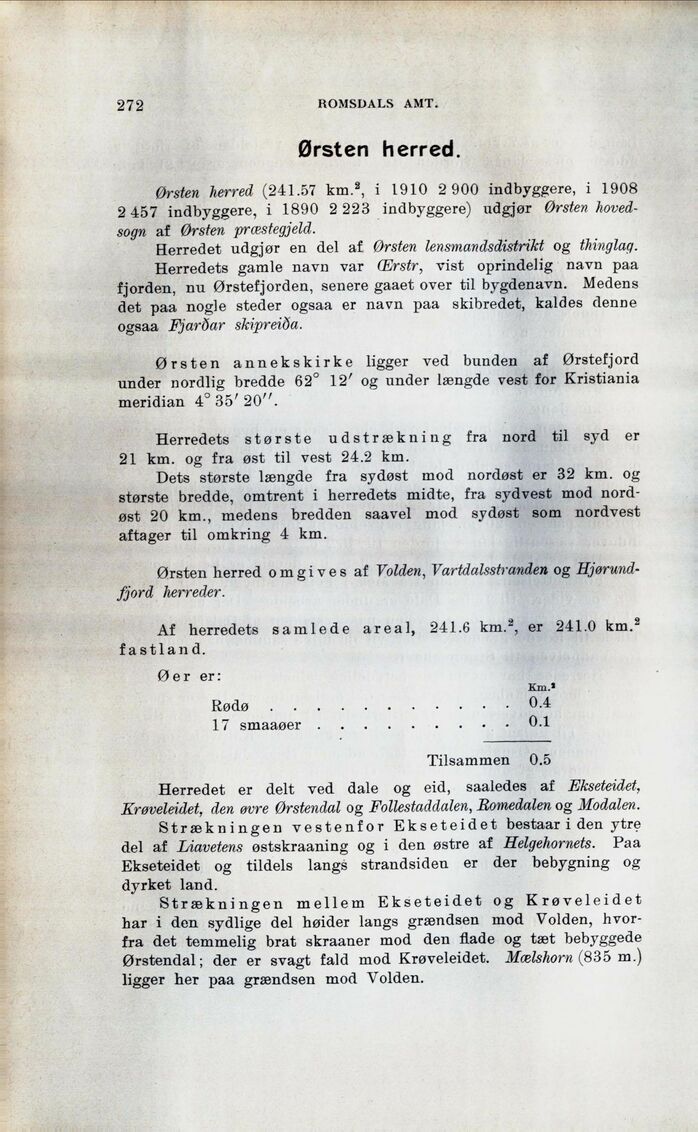 272 ROMSDALS AMT.
Ørsten herred.
Ørsten herred (241.57 km.², i 1910 2 900 indbyggere, i 1908
2 457 indbyggere, i 1890 2 223 indbyggere) udgjør Ørsten hoved-
sogn af Ørsten præstegjeld.
Herredet udgjør en del af Ørsten lensmandsdistrikt og thinglag.
Herredets gamle navn var Œrstr, vist oprindelig navn paa
fjorden, nu Ørstefjorden, senere gaaet over til bygdenavn. Medens
det paa nogle steder ogsaa er navn paa skibredet, kaldes denne
ogsaa Fjarðar skipreiða.
Ørsten annekskirke ligger ved bunden af Ørstefjord
under nordlig bredde 62° 12′ og under længde vest for Kristiania
meridian 4° 35′ 20″.
Herredets største udstrækning fra nord til syd er
21 km. og fra øst til vest 24.2 km.
Dets største længde fra sydøst mod nordøst er 32 km. og
største bredde, omtrent i herredets midte, fra sydvest mod nord-
øst 20 km., medens bredden saavel mod sydøst som nordvest
aftager til omkring 4 km.
Ørsten herred omgives af Volden, Vartdalsstranden og Hjørund-
fjord herreder.
Af herredets samlede areal, 241.6 km.², er 241.0 km.²
fastland.
Øer er:
Km.²
Rødø . . . . . . . . . . . 0.4
17 smaaøer . . . . . . . . . 0.1
Tilsammen 0.5
Herredet er delt ved dale og eid, saaledes af Ekseteidet,
Krøveleidet, den øvre Ørstendal og Follestaddalen, Romedalen og Modalen.
Strækningen vestenfor Ekseteidet bestaar i den ytre
del af Liavetens østskraaning og i den østre af Helgehornets. Paa
Ekseteidet og tildels langs strandsiden er der bebygning og
dyrket land.
Strækningen mellem Ekseteidet og Krøveleidet
har i den sydlige del høider langs grændsen mod Volden, hvor-
fra det temmelig brat skraaner mod den flade og tæt bebyggede
Ørstendal; der er svagt fald mod Krøveleidet. Mælshorn (835 m.)
ligger her paa grændsen mod Volden.